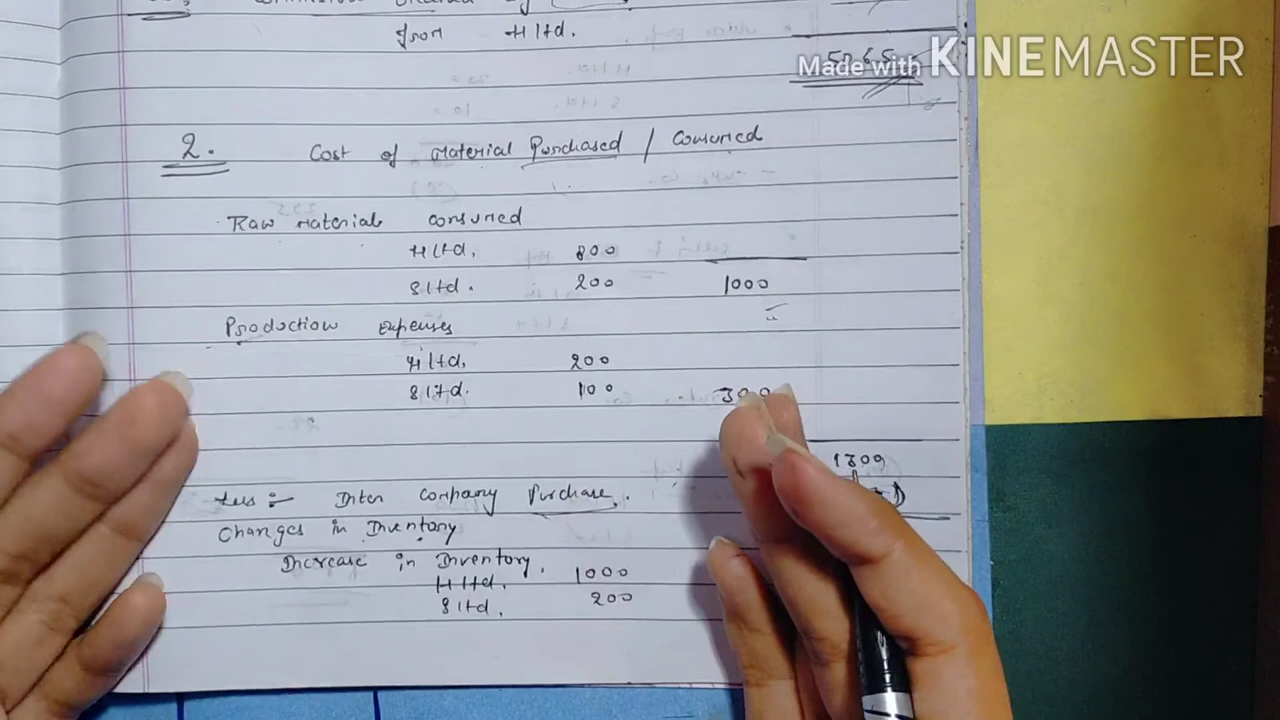 from H ltd.
Made with KINEMASTER
2. Cost of Material Purchased / Consumed
Raw Materials consumed
H Ltd. 800
S ltd. 200 1000
Production Expenses
H ltd. 200
S ltd. 100 300
1300
Less :- Inter company Purchase.
Changes in Inventory
Increase in Inventory.
H ltd. 1000
S ltd. 200